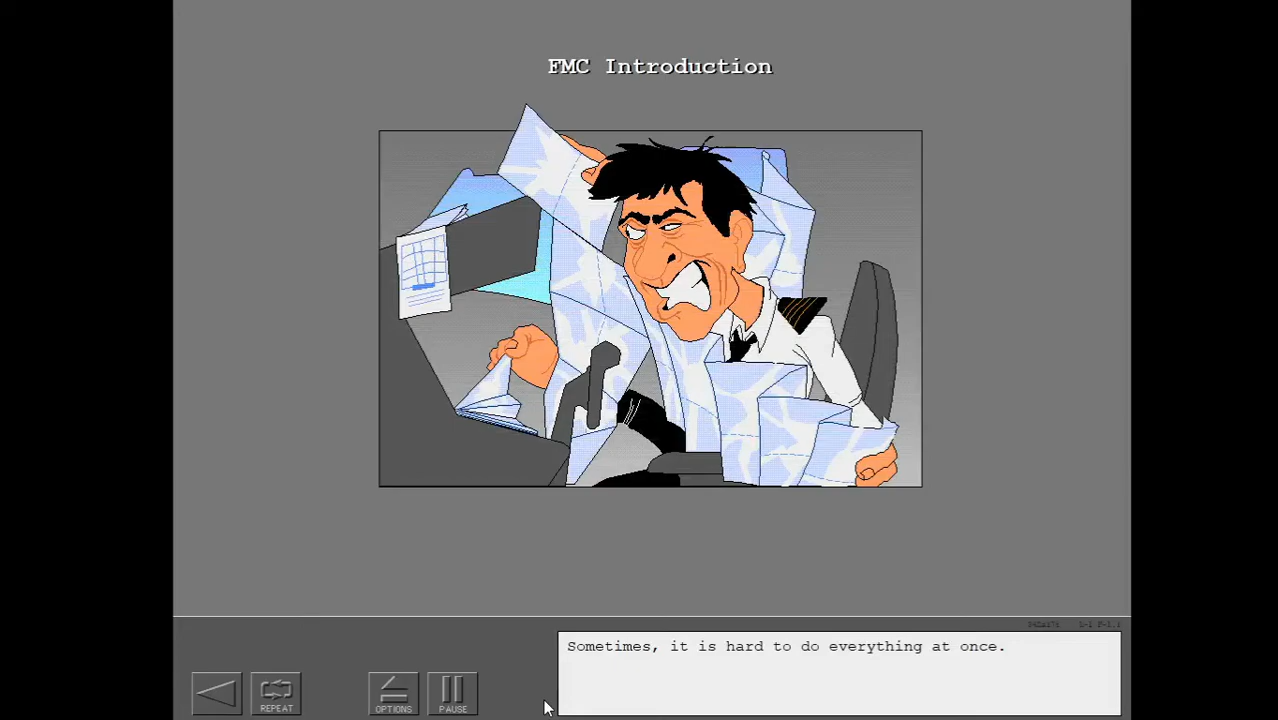 FMC Introduction
Sometimes, it is hard to do everything at once.
REPEAT
OPTIONS
PAUSE